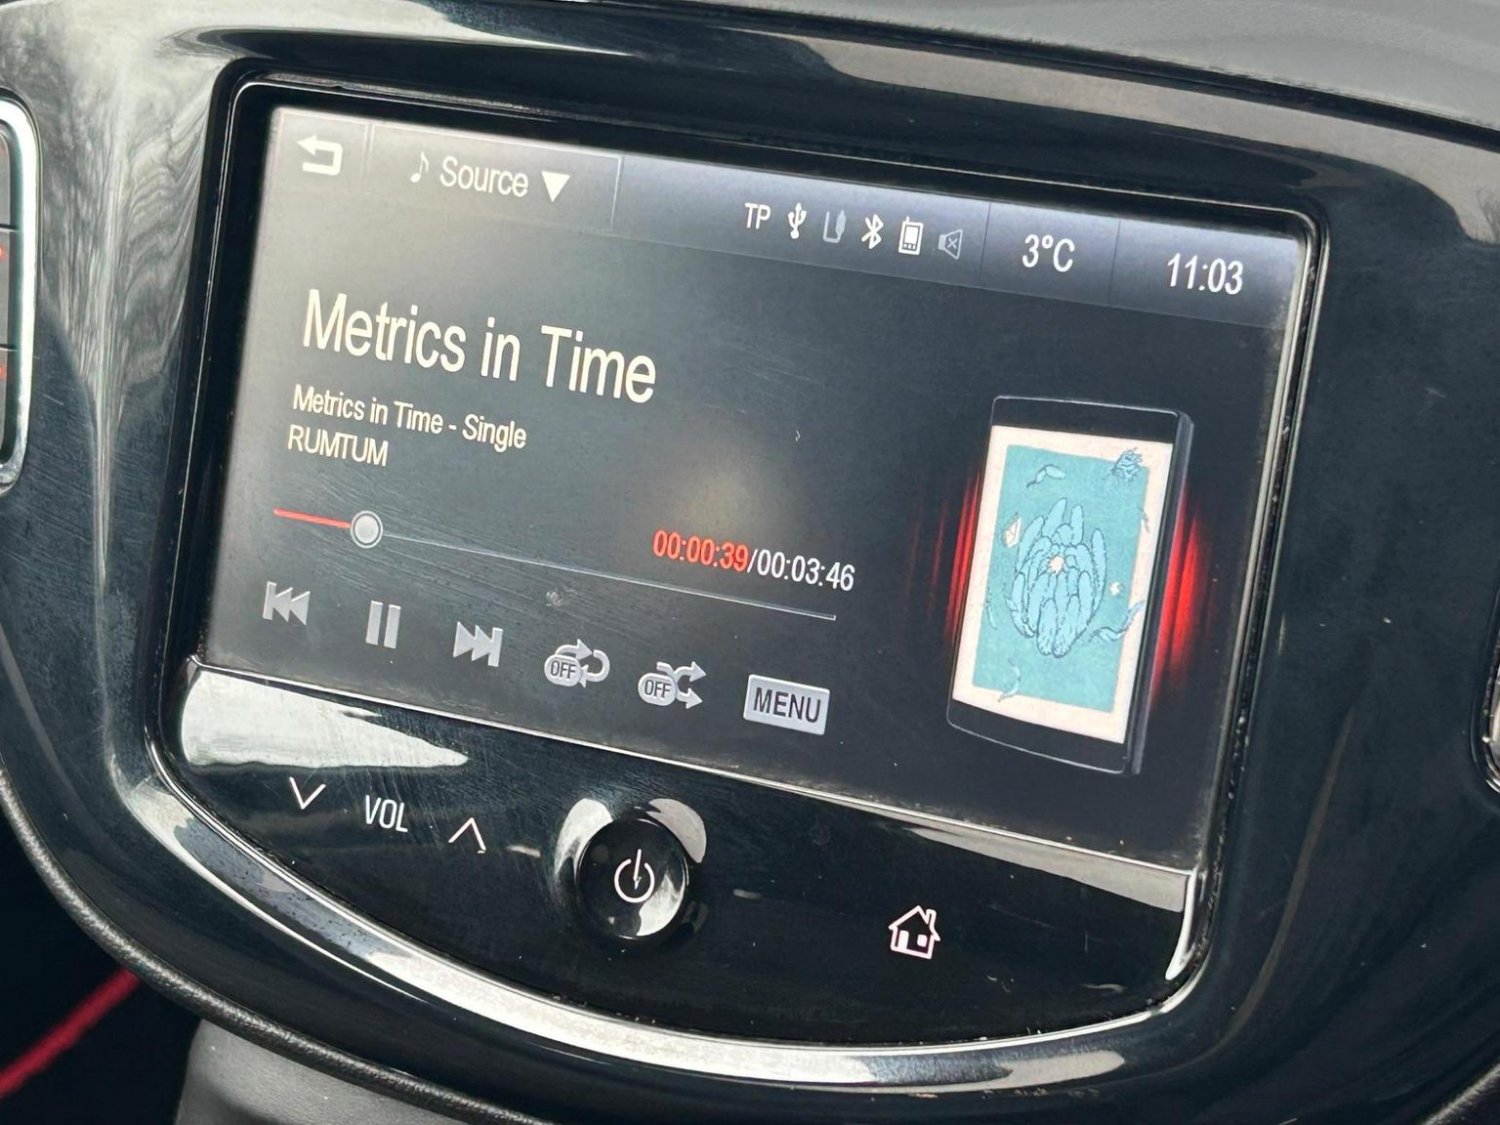 Source
TP
3°C
11:03
Metrics in Time
Metrics in Time - Single
RUMTUM
00:00:39/00:03:46
OFF
OFF
MENU
VOL